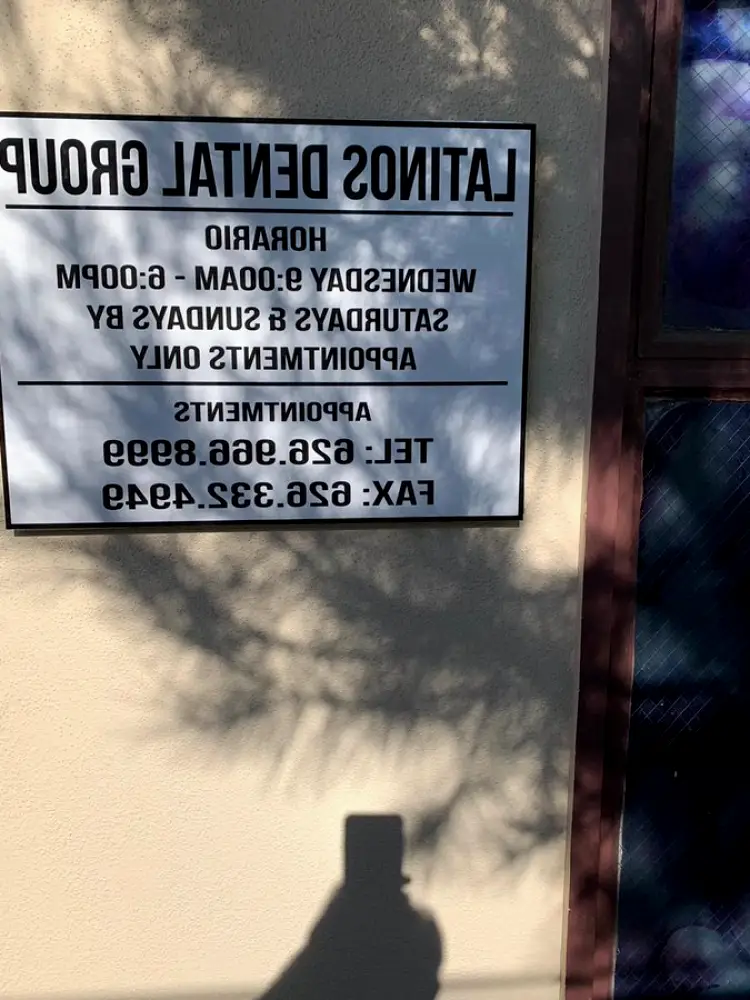 LATINOS DENTAL GROUP
HORARIO
WEDNESDAY 9:00AM - 6:00PM
SATURDAYS & SUNDAYS BY
APPOINTMENTS ONLY
APPOINTMENTS
TEL: 626.966.8999
FAX: 626.332.4949